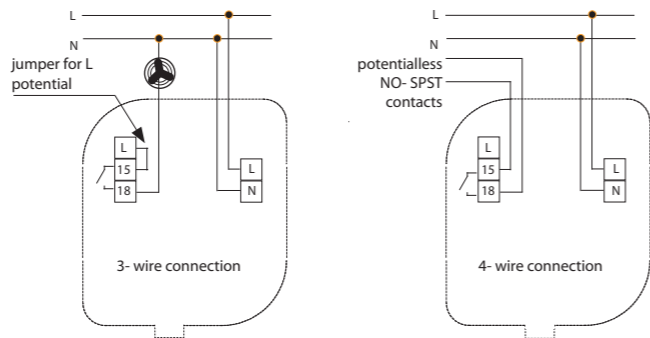 L
N
jumper for L
potential
L
15
18
L
N
3- wire connection
L
N
potentialless
NO- SPST
contacts
L
15
18
L
N
4- wire connection